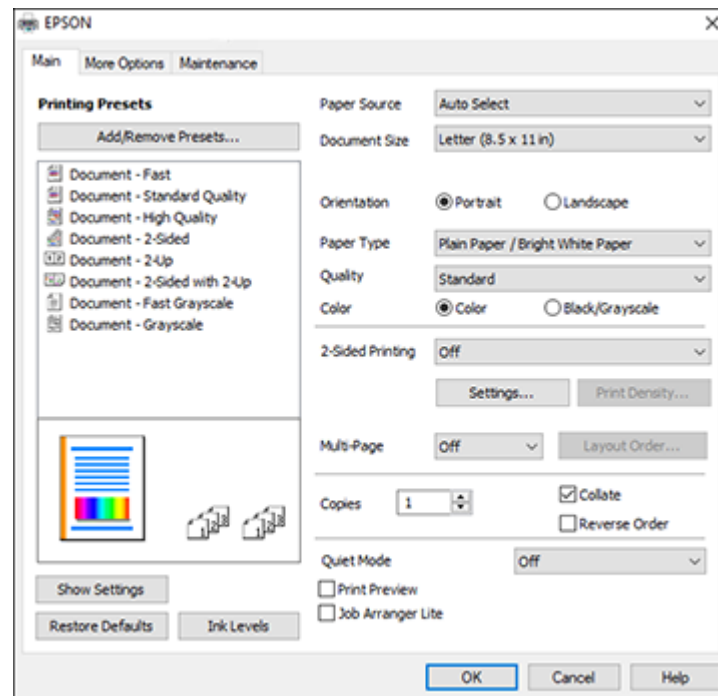 EPSON
Main More Options Maintenance
Printing Presets
Add/Remove Presets...
Document - Fast
Document - Standard Quality
Document - High Quality
Document - 2-Sided
Document - 2-Up
Document - 2-Sided with 2-Up
Document - Fast Grayscale
Document - Grayscale
Show Settings
Restore Defaults Ink Levels
Paper Source Auto Select
Document Size Letter (8.5 x 11 in)
Orientation Portrait Landscape
Paper Type Plain Paper / Bright White Paper
Quality Standard
Color Color Black/Grayscale
2-Sided Printing Off
Settings... Print Density...
Multi-Page Off Layout Order...
Copies 1 Collate
Reverse Order
Quiet Mode Off
Print Preview
Job Arranger Lite
OK Cancel Help